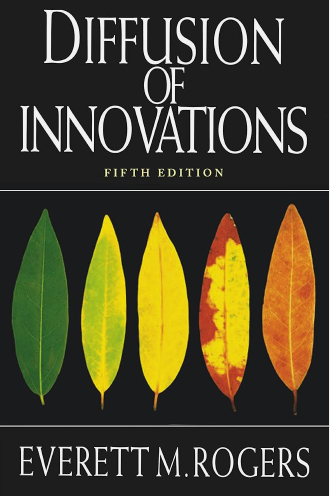 DIFFUSION
OF
INNOVATIONS
FIFTH EDITION
EVERETT M. ROGERS